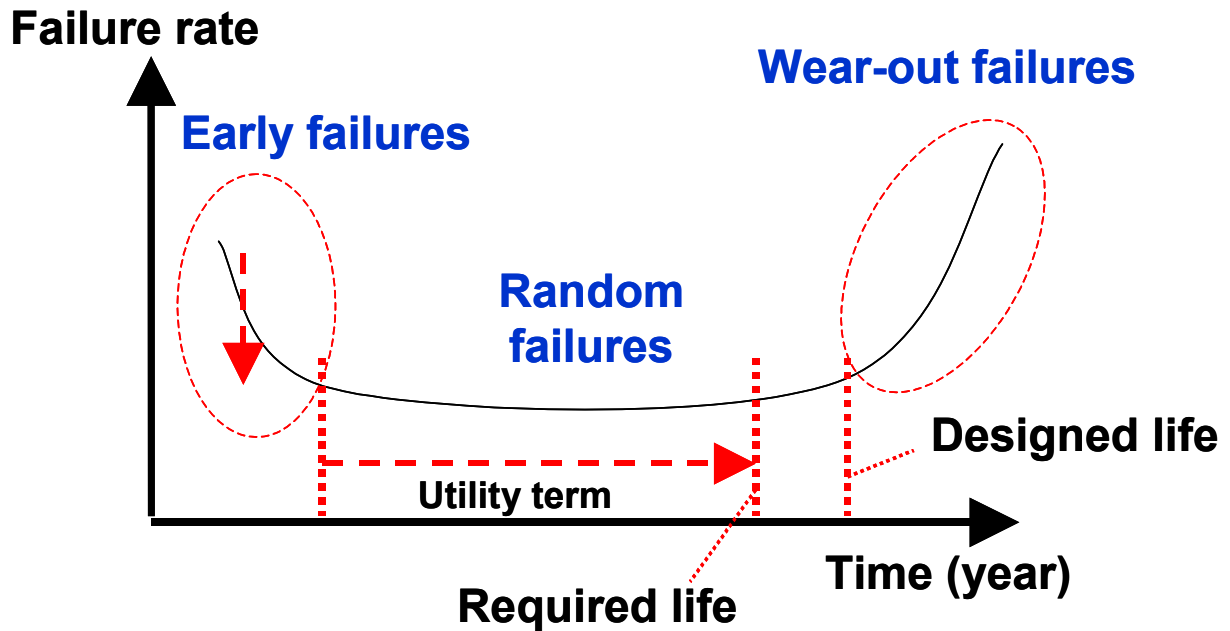 Failure rate
Wear-out failures
Early failures
Random
failures
Designed life
Utility term
Time (year)
Required life